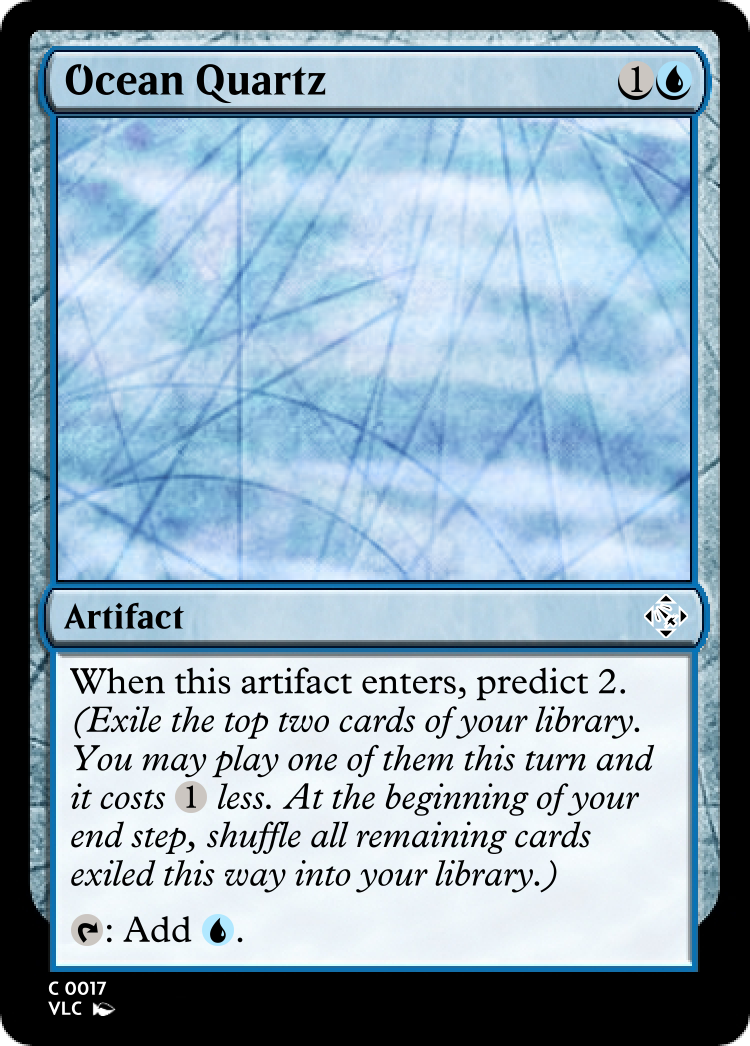 Ocean Quartz 1
Artifact
When this artifact enters, predict 2.
(Exile the top two cards of your library.
You may play one of them this turn and
it costs 1 less. At the beginning of your
end step, shuffle all remaining cards
exiled this way into your library.)
: Add .
C 0017
VLC